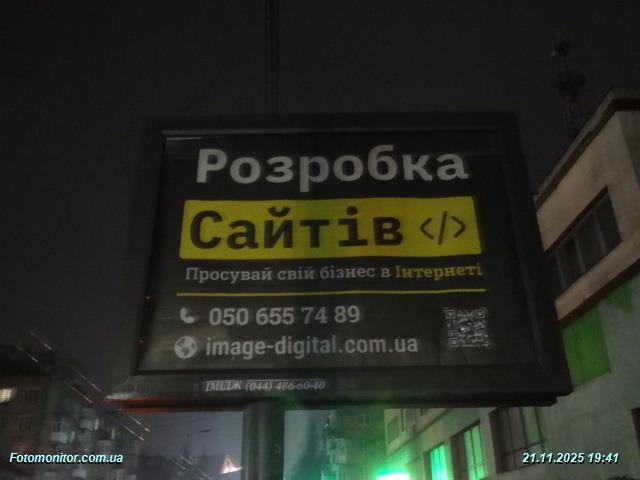 Розробка
Сайтів </>
Просувай свій бізнес в Інтернеті
050 655 74 89
image-digital.com.ua
ІМІДЖ (044) 486-60-40
Fotomonitor.com.ua
21.11.2025 19:41